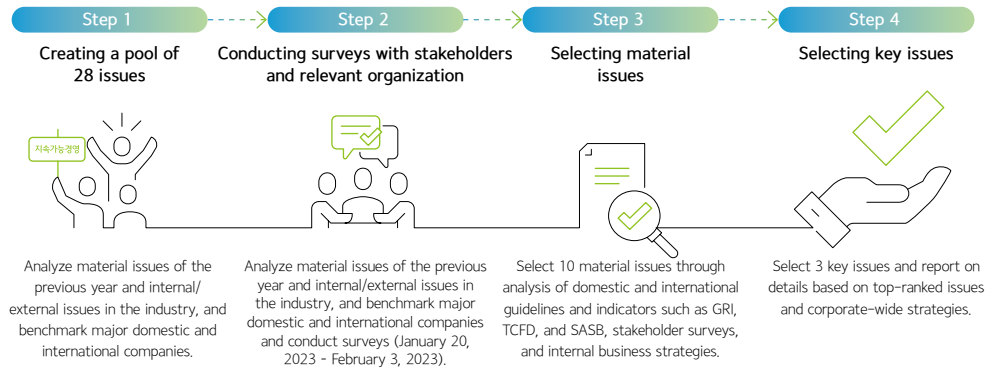 Step 1
Creating a pool of
28 issues
지속가능경영
Analyze material issues of the
previous year and internal/
external issues in the industry, and
benchmark major domestic and
international companies.
Step 2
Conducting surveys with stakeholders
and relevant organization
Analyze material issues of the previous
year and internal/external issues in
the industry, and benchmark major
domestic and international companies
and conduct surveys (January 20,
2023 - February 3, 2023).
Step 3
Selecting material
issues
Select 10 material issues through
analysis of domestic and international
guidelines and indicators such as GRI,
TCFD, and SASB, stakeholder surveys,
and internal business strategies.
Step 4
Selecting key issues
Select 3 key issues and report on
details based on top-ranked issues
and corporate-wide strategies.